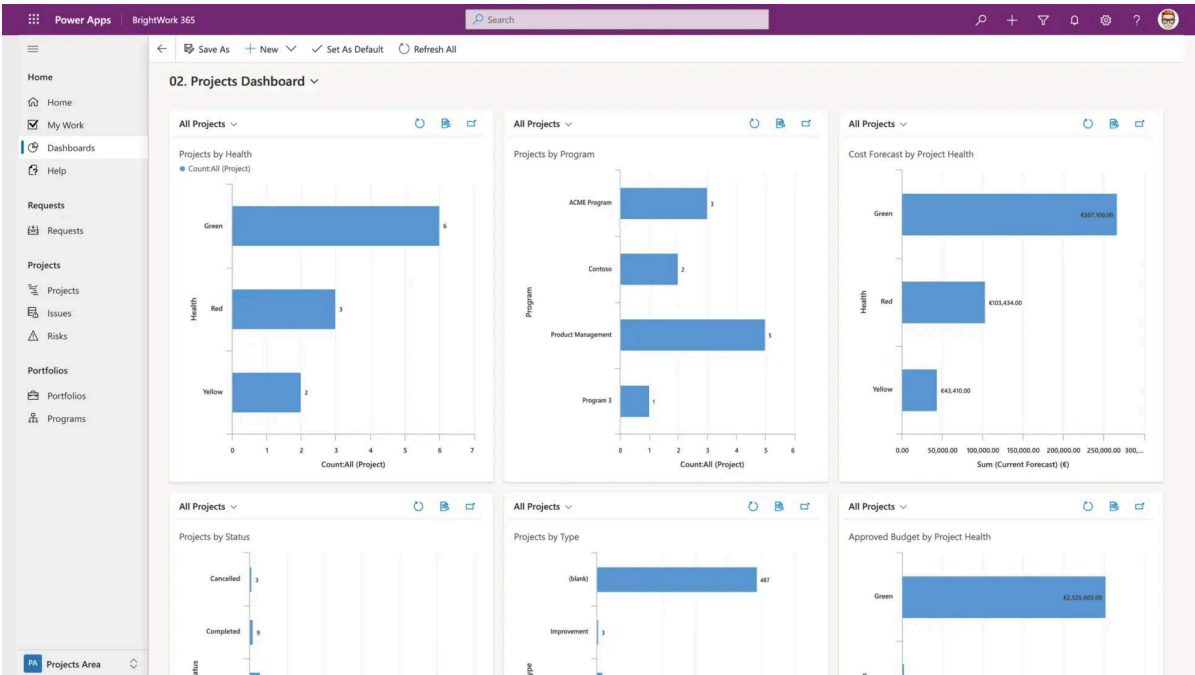 Power Apps BrightWork 365 Search ?
Save As New Set As Default Refresh All
02. Projects Dashboard
Home
Home
My Work
Dashboards
Help
Requests
Requests
Projects
Projects
Issues
Risks
Portfolios
Portfolios
Programs
PA Projects Area
All Projects
Projects by Health
Count:All (Project)
Health
Green 6
Red 3
Yellow 2
0 1 2 3 4 5 6 7
Count:All (Project)
All Projects
Projects by Program
Program
ACME Program 3
Contoso 2
Product Management 5
Program 3 1
0 1 2 3 4 5 6
Count:All (Project)
All Projects
Cost Forecast by Project Health
Health
Green €267,100.00
Red €103,434.00
Yellow €43,410.00
0.00 50,000.00 100,000.00 150,000.00 200,000.00 250,000.00 300,...
Sum (Current Forecast) (€)
All Projects
Projects by Status
Cancelled 3
Completed 9
All Projects
Projects by Type
(blank) 487
Improvement 3
All Projects
Approved Budget by Project Health
Green €2,525,603.00